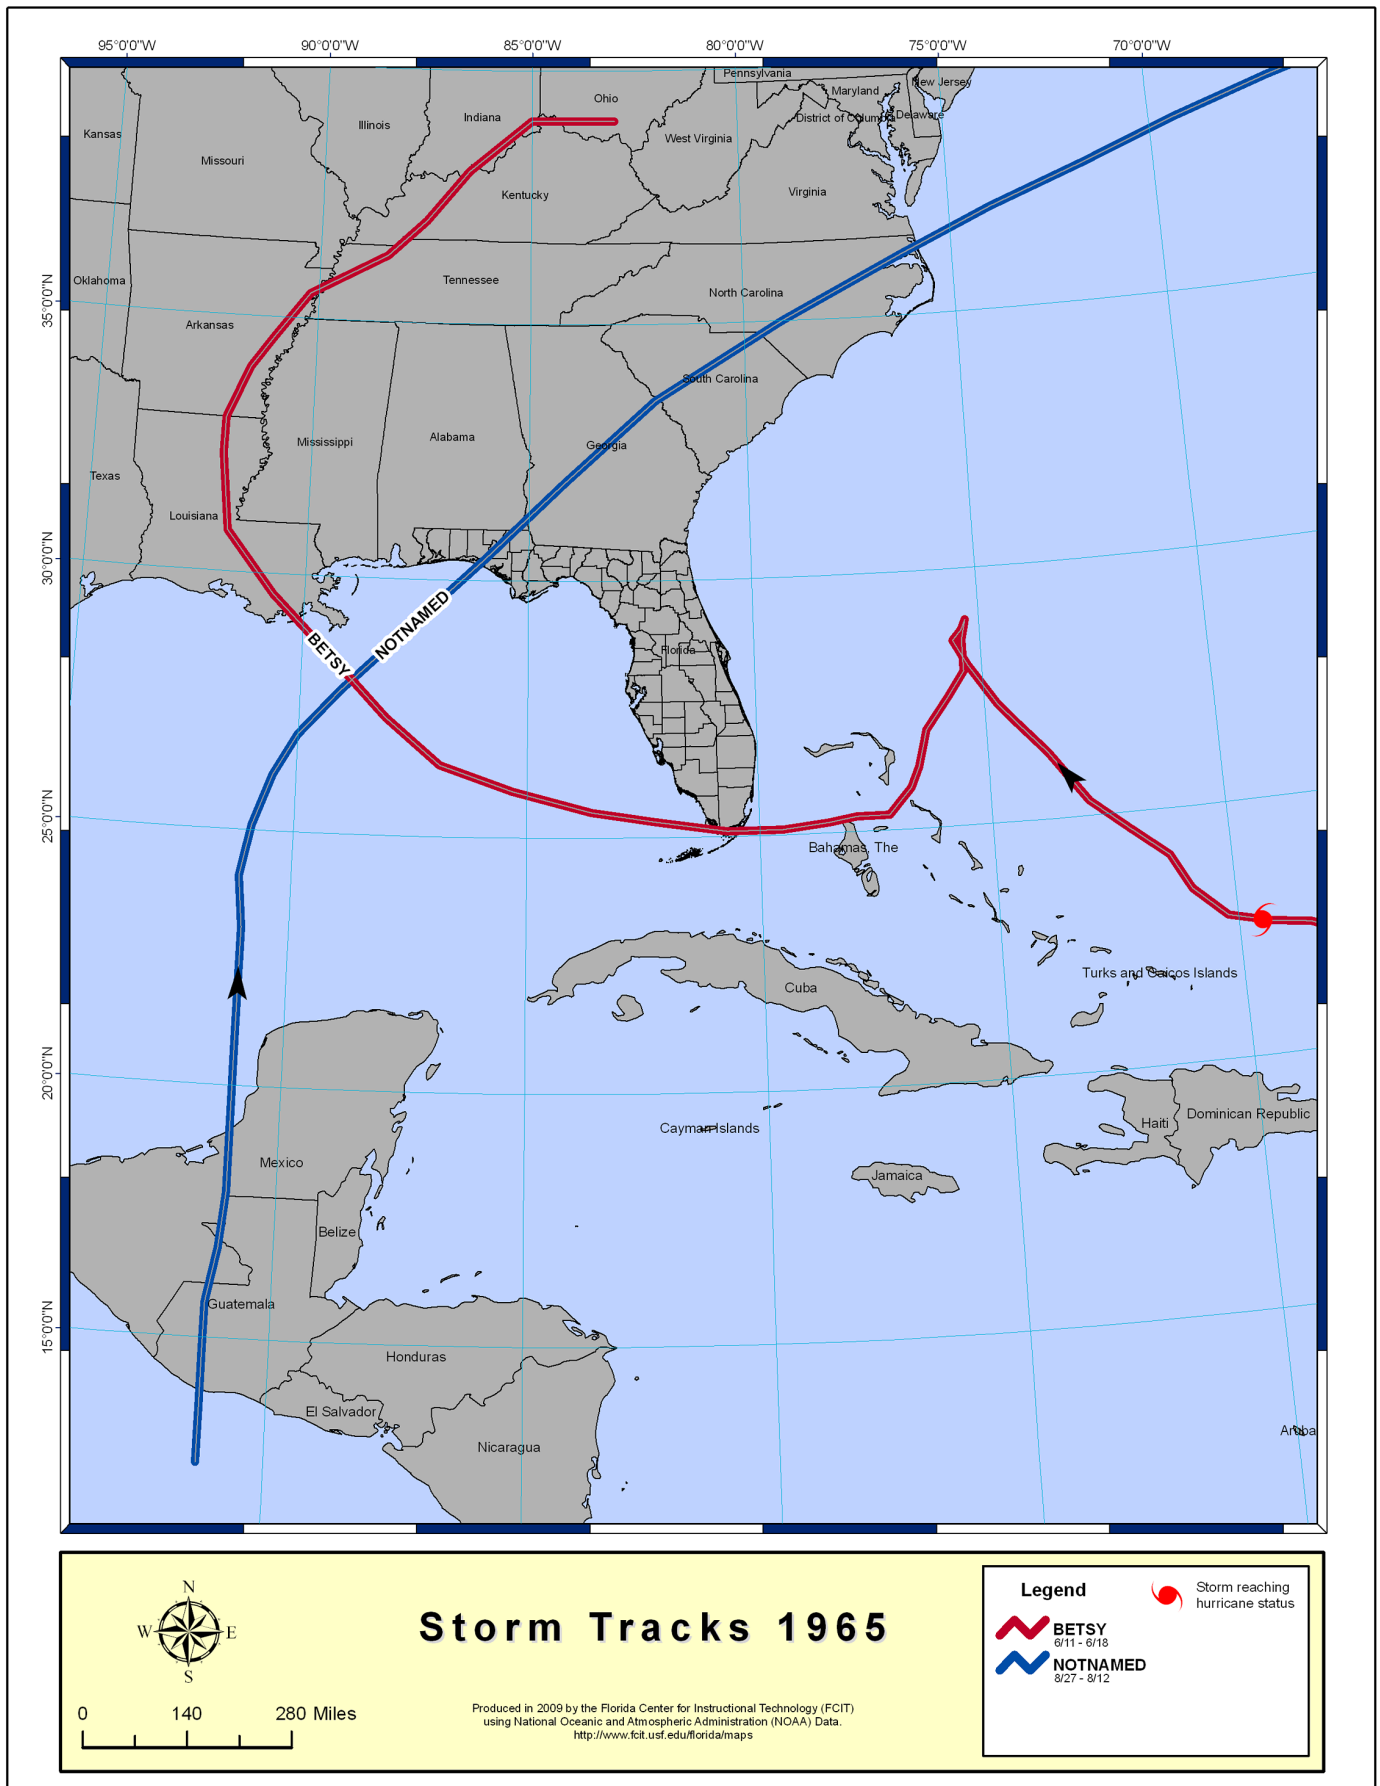 95°0'0"W 90°0'0"W 85°0'0"W 80°0'0"W 75°0'0"W 70°0'0"W
Pennsylvania
New Jersey
Maryland
Ohio
District of Columbia
Delaware
Indiana
Illinois
Kansas
West Virginia
Missouri
Virginia
Kentucky
Oklahoma
Tennessee
35°0'0"N
North Carolina
Arkansas
South Carolina
Alabama
Mississippi
Georgia
Texas
Louisiana
30°0'0"N
NOTNAMED
BETSY
Florida
25°0'0"N
Bahamas, The
Turks and Caicos Islands
Cuba
20°0'0"N
Dominican Republic
Haiti
Cayman Islands
Mexico
Jamaica
Belize
Guatemala
15°0'0"N
Honduras
El Salvador
Aruba
Nicaragua
N
W E
S
0 140 280 Miles
Storm Tracks 1965
Produced in 2009 by the Florida Center for Instructional Technology (FCIT)
using National Oceanic and Atmospheric Administration (NOAA) Data.
http://www.fcit.usf.edu/florida/maps
Legend
BETSY
6/11 - 6/18
NOTNAMED
8/27 - 8/12
Storm reaching
hurricane status